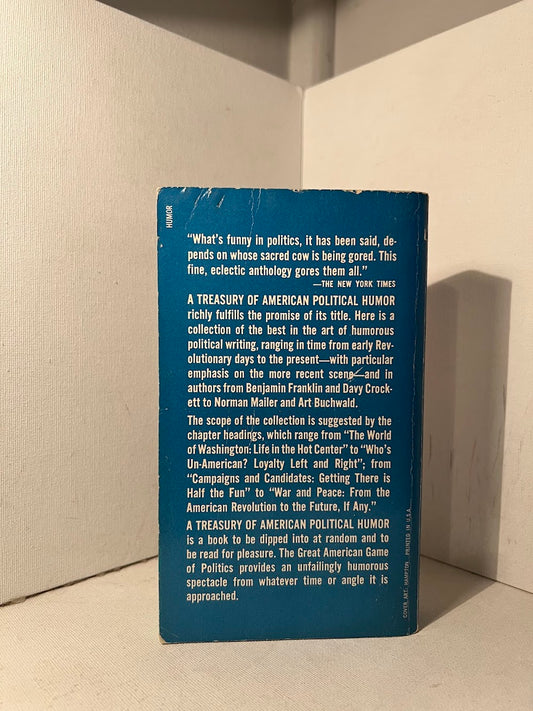 HUMOR
“What's funny in politics, it has been said, de-
pends on whose sacred cow is being gored. This
fine, eclectic anthology gores them all.”
—THE NEW YORK TIMES
A TREASURY OF AMERICAN POLITICAL HUMOR
richly fulfills the promise of its title. Here is a
collection of the best in the art of humorous
political writing, ranging in time from early Rev-
olutionary days to the present—with particular
emphasis on the more recent scene—and in
authors from Benjamin Franklin and Davy Crock-
ett to Norman Mailer and Art Buchwald.
The scope of the collection is suggested by the
chapter headings, which range from “The World
of Washington: Life in the Hot Center” to “Who's
Un-American? Loyalty Left and Right”; from
“Campaigns and Candidates: Getting There is
Half the Fun” to “War and Peace: From the
American Revolution to the Future, If Any.”
A TREASURY OF AMERICAN POLITICAL HUMOR
is a book to be dipped into at random and to
be read for pleasure. The Great American Game
of Politics provides an unfailingly humorous
spectacle from whatever time or angle it is
approached.
COVER ART, HAMPTON PRINTED IN U.S.A.